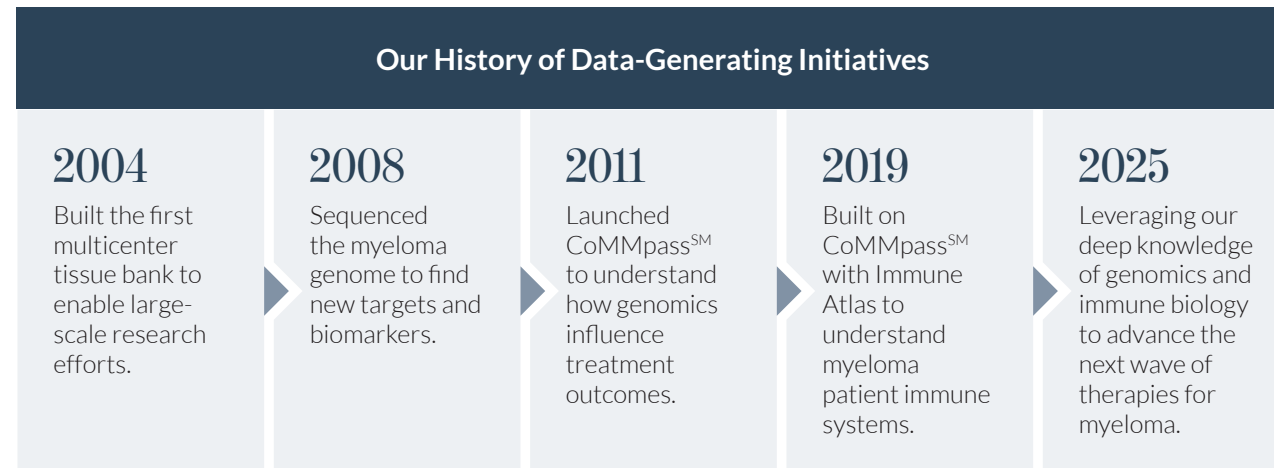 Our History of Data-Generating Initiatives
2004
Built the first
multicenter
tissue bank to
enable large-
scale research
efforts.
2008
Sequenced
the myeloma
genome to find
new targets and
biomarkers.
2011
Launched
CoMMpassSM
to understand
how genomics
influence
treatment
outcomes.
2019
Built on
CoMMpassSM
with Immune
Atlas to
understand
myeloma
patient immune
systems.
2025
Leveraging our
deep knowledge
of genomics and
immune biology
to advance the
next wave of
therapies for
myeloma.